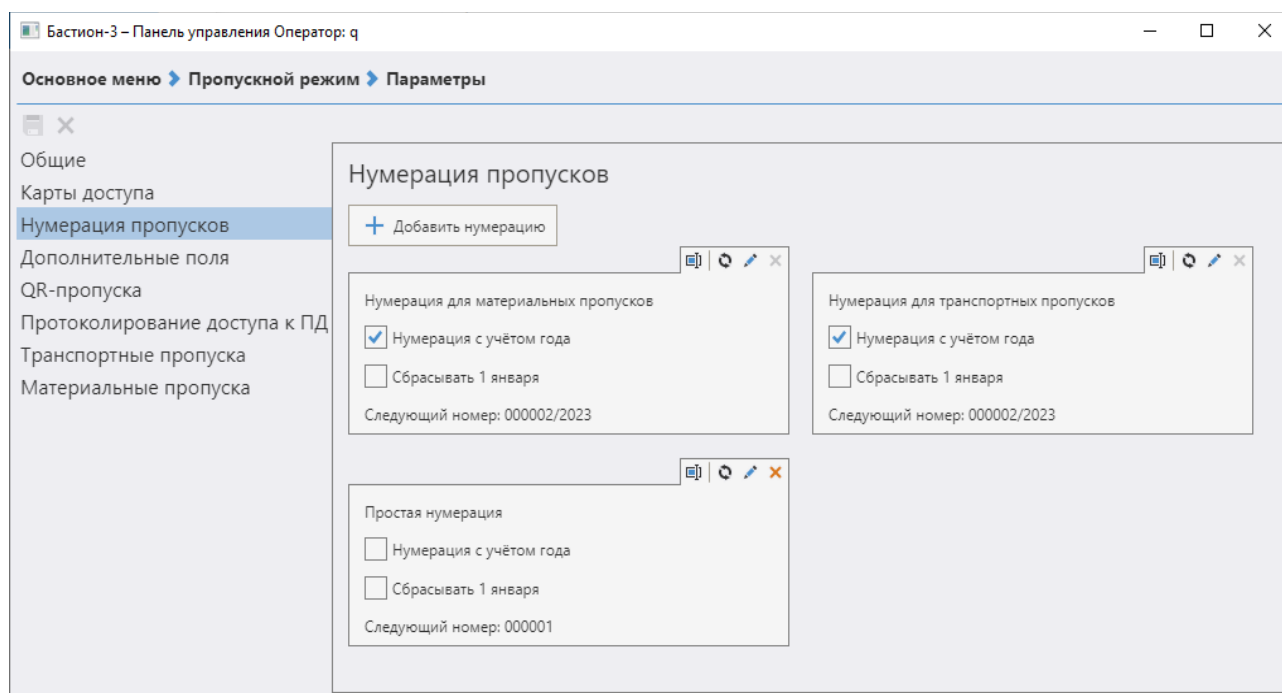 Бастион-3 – Панель управления Оператор: q
Основное меню Пропускной режим Параметры
Общие
Карты доступа
Нумерация пропусков
Дополнительные поля
QR-пропуска
Протоколирование доступа к ПД
Транспортные пропуска
Материальные пропуска
Нумерация пропусков
Добавить нумерацию
Нумерация для материальных пропусков
Нумерация с учётом года
Сбрасывать 1 января
Следующий номер: 000002/2023
Нумерация для транспортных пропусков
Нумерация с учётом года
Сбрасывать 1 января
Следующий номер: 000002/2023
Простая нумерация
Нумерация с учётом года
Сбрасывать 1 января
Следующий номер: 000001